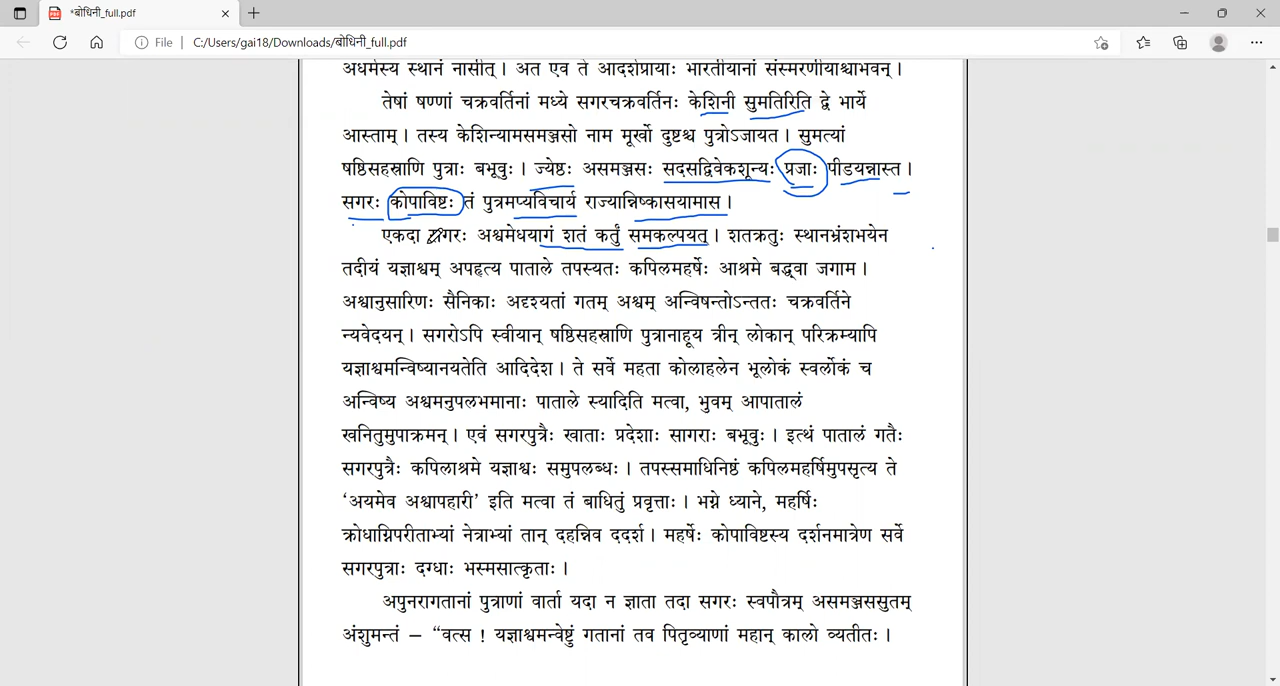 *बोधिनी_full.pdf
File
C:/Users/gai18/Downloads/बोधिनी_full.pdf
अधर्मस्य स्थानं नासीत् । अत एव ते आदर्शप्रायाः भारतीयानां संस्मरणीयाश्चाभवन् ।
तेषां षण्णां चक्रवर्तिनां मध्ये सगरचक्रवर्तिनः केशिनी सुमतिरिति द्वे भार्ये
आस्ताम् । तस्य केशिन्यामसमञ्जसो नाम मूर्खो दुष्टश्च पुत्रोऽजायत । सुमत्यां
षष्ठिसहस्राणि पुत्राः बभूवुः । ज्येष्ठः असमञ्जसः सदसद्विवेकशून्यः प्रजाः पीडयन्नास्त ।
सगरः कोपाविष्टः तं पुत्रमप्यविचार्य राज्यान्निष्कासयामास ।
एकदा सगरः अश्वमेधयागं शतं कर्तुं समकल्पयत् । शतक्रतुः स्थानभ्रंशभयेन
तदीयं यज्ञाश्वम् अपहृत्य पाताले तपस्यतः कपिलमहर्षेः आश्रमे बद्ध्वा जगाम ।
अश्वानुसारिणः सैनिकाः अदृश्यतां गतम् अश्वम् अन्विषन्तोऽन्ततः चक्रवर्तिने
न्यवेदयन् । सगरोऽपि स्वीयान् षष्ठिसहस्राणि पुत्रानाहूय त्रीन् लोकान् परिक्रम्यापि
यज्ञाश्वमन्विष्यानयतेति आदिदेश । ते सर्वे महता कोलाहलेन भूलोकं स्वर्लोकं च
अन्विष्य अश्वमनुपलभमानाः पाताले स्यादिति मत्वा, भुवम् आपातालं
खनितुमुपाक्रमन् । एवं सगरपुत्रैः खाताः प्रदेशाः सागराः बभूवुः । इत्थं पातालं गतैः
सगरपुत्रैः कपिलाश्रमे यज्ञाश्वः समुपलब्धः । तपस्समाधिनिष्ठं कपिलमहर्षिमुपसृत्य ते
‘अयमेव अश्वापहारी’ इति मत्वा तं बाधितुं प्रवृत्ताः । भग्ने ध्याने, महर्षिः
क्रोधाग्निपरीताभ्यां नेत्राभ्यां तान् दहन्निव ददर्श । महर्षेः कोपाविष्टस्य दर्शनमात्रेण सर्वे
सगरपुत्राः दग्धाः भस्मसात्कृताः ।
अपुनरागतानां पुत्राणां वार्ता यदा न ज्ञाता तदा सगरः स्वपौत्रम् असमञ्जससुतम्
अंशुमन्तं – “वत्स ! यज्ञाश्वमन्वेष्टुं गतानां तव पितृव्याणां महान् कालो व्यतीतः ।